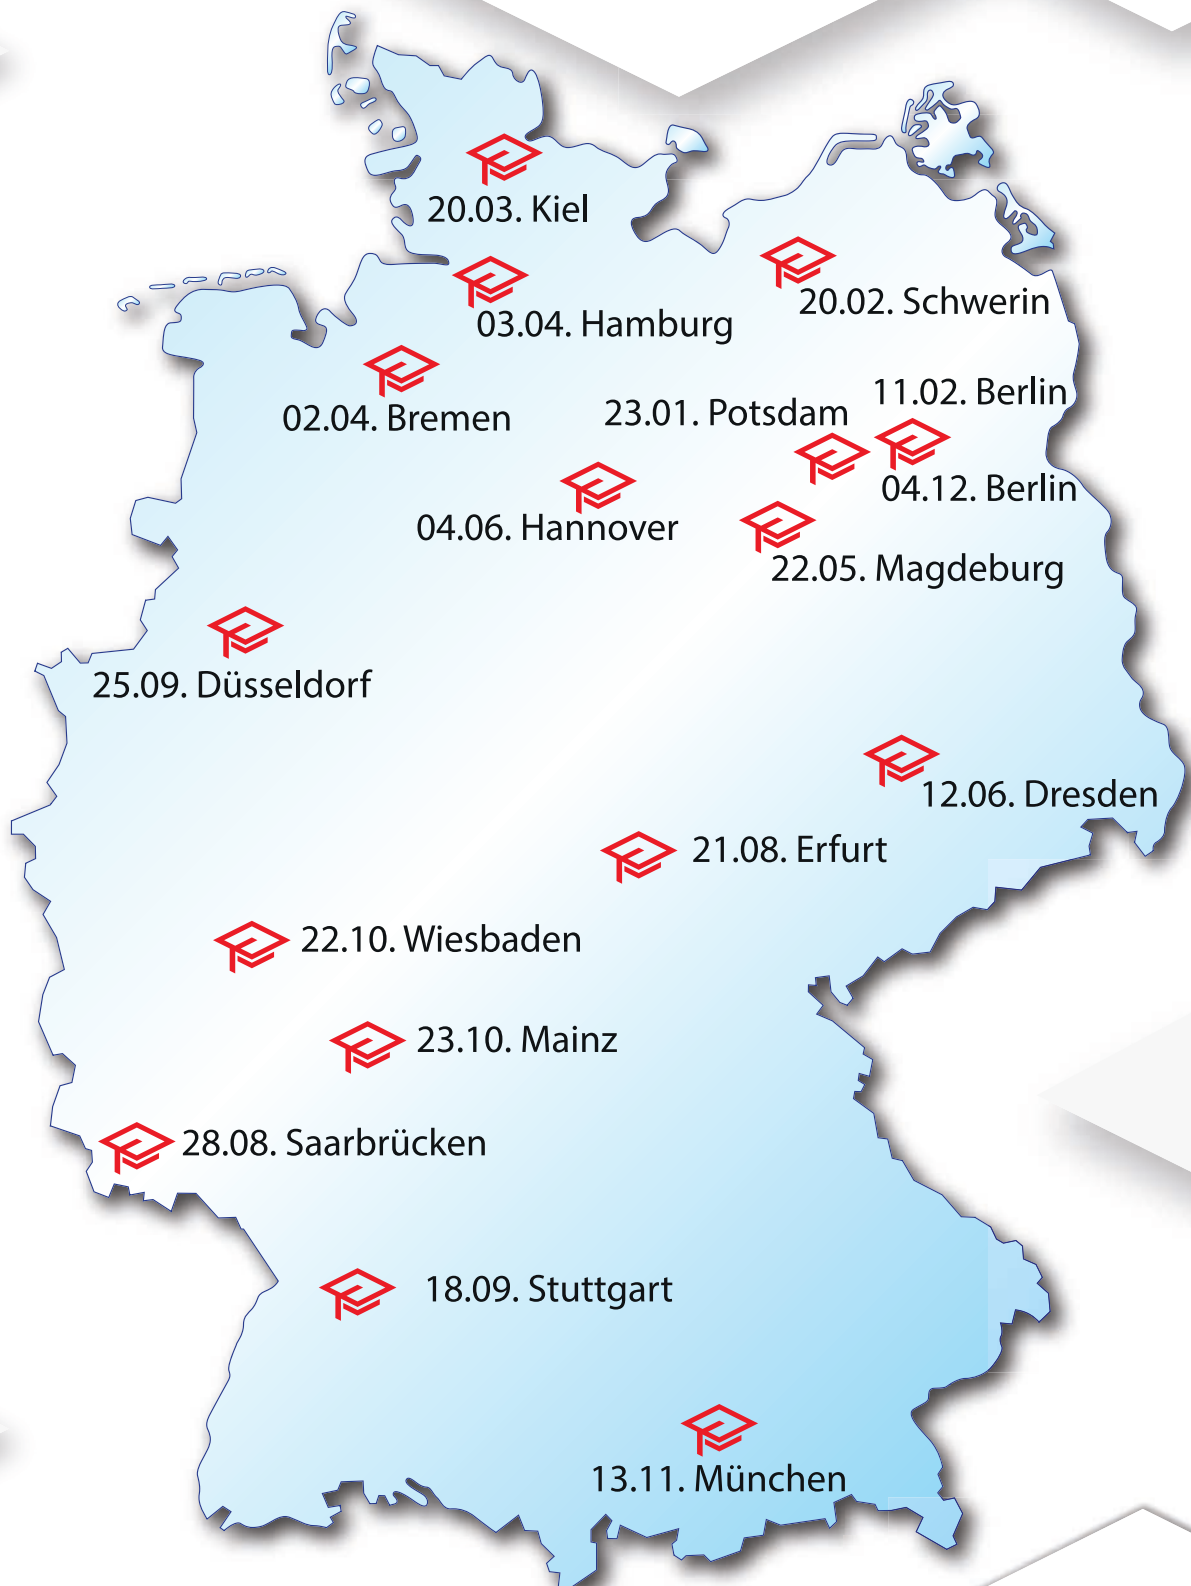 20.03. Kiel
20.02. Schwerin
03.04. Hamburg
11.02. Berlin
23.01. Potsdam
02.04. Bremen
04.12. Berlin
04.06. Hannover
22.05. Magdeburg
25.09. Düsseldorf
12.06. Dresden
21.08. Erfurt
22.10. Wiesbaden
23.10. Mainz
28.08. Saarbrücken
18.09. Stuttgart
13.11. München